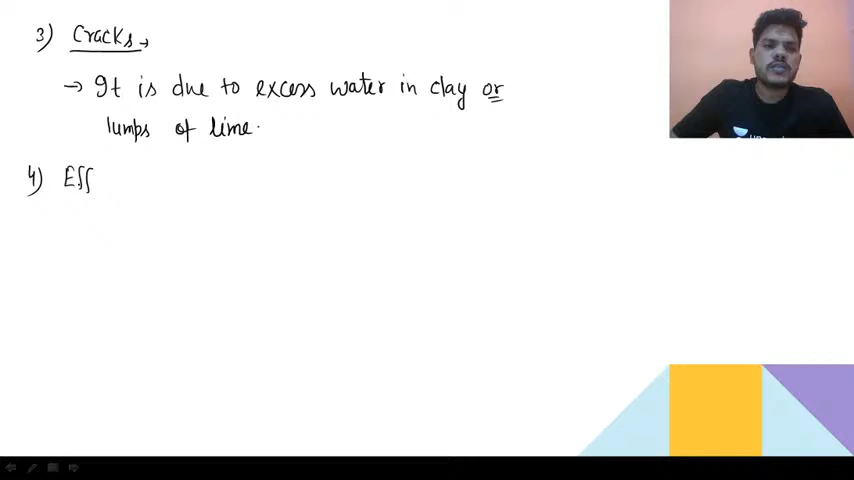 3) Cracks →
→ It is due to excess water in clay or
lumps of lime.
4) Eff